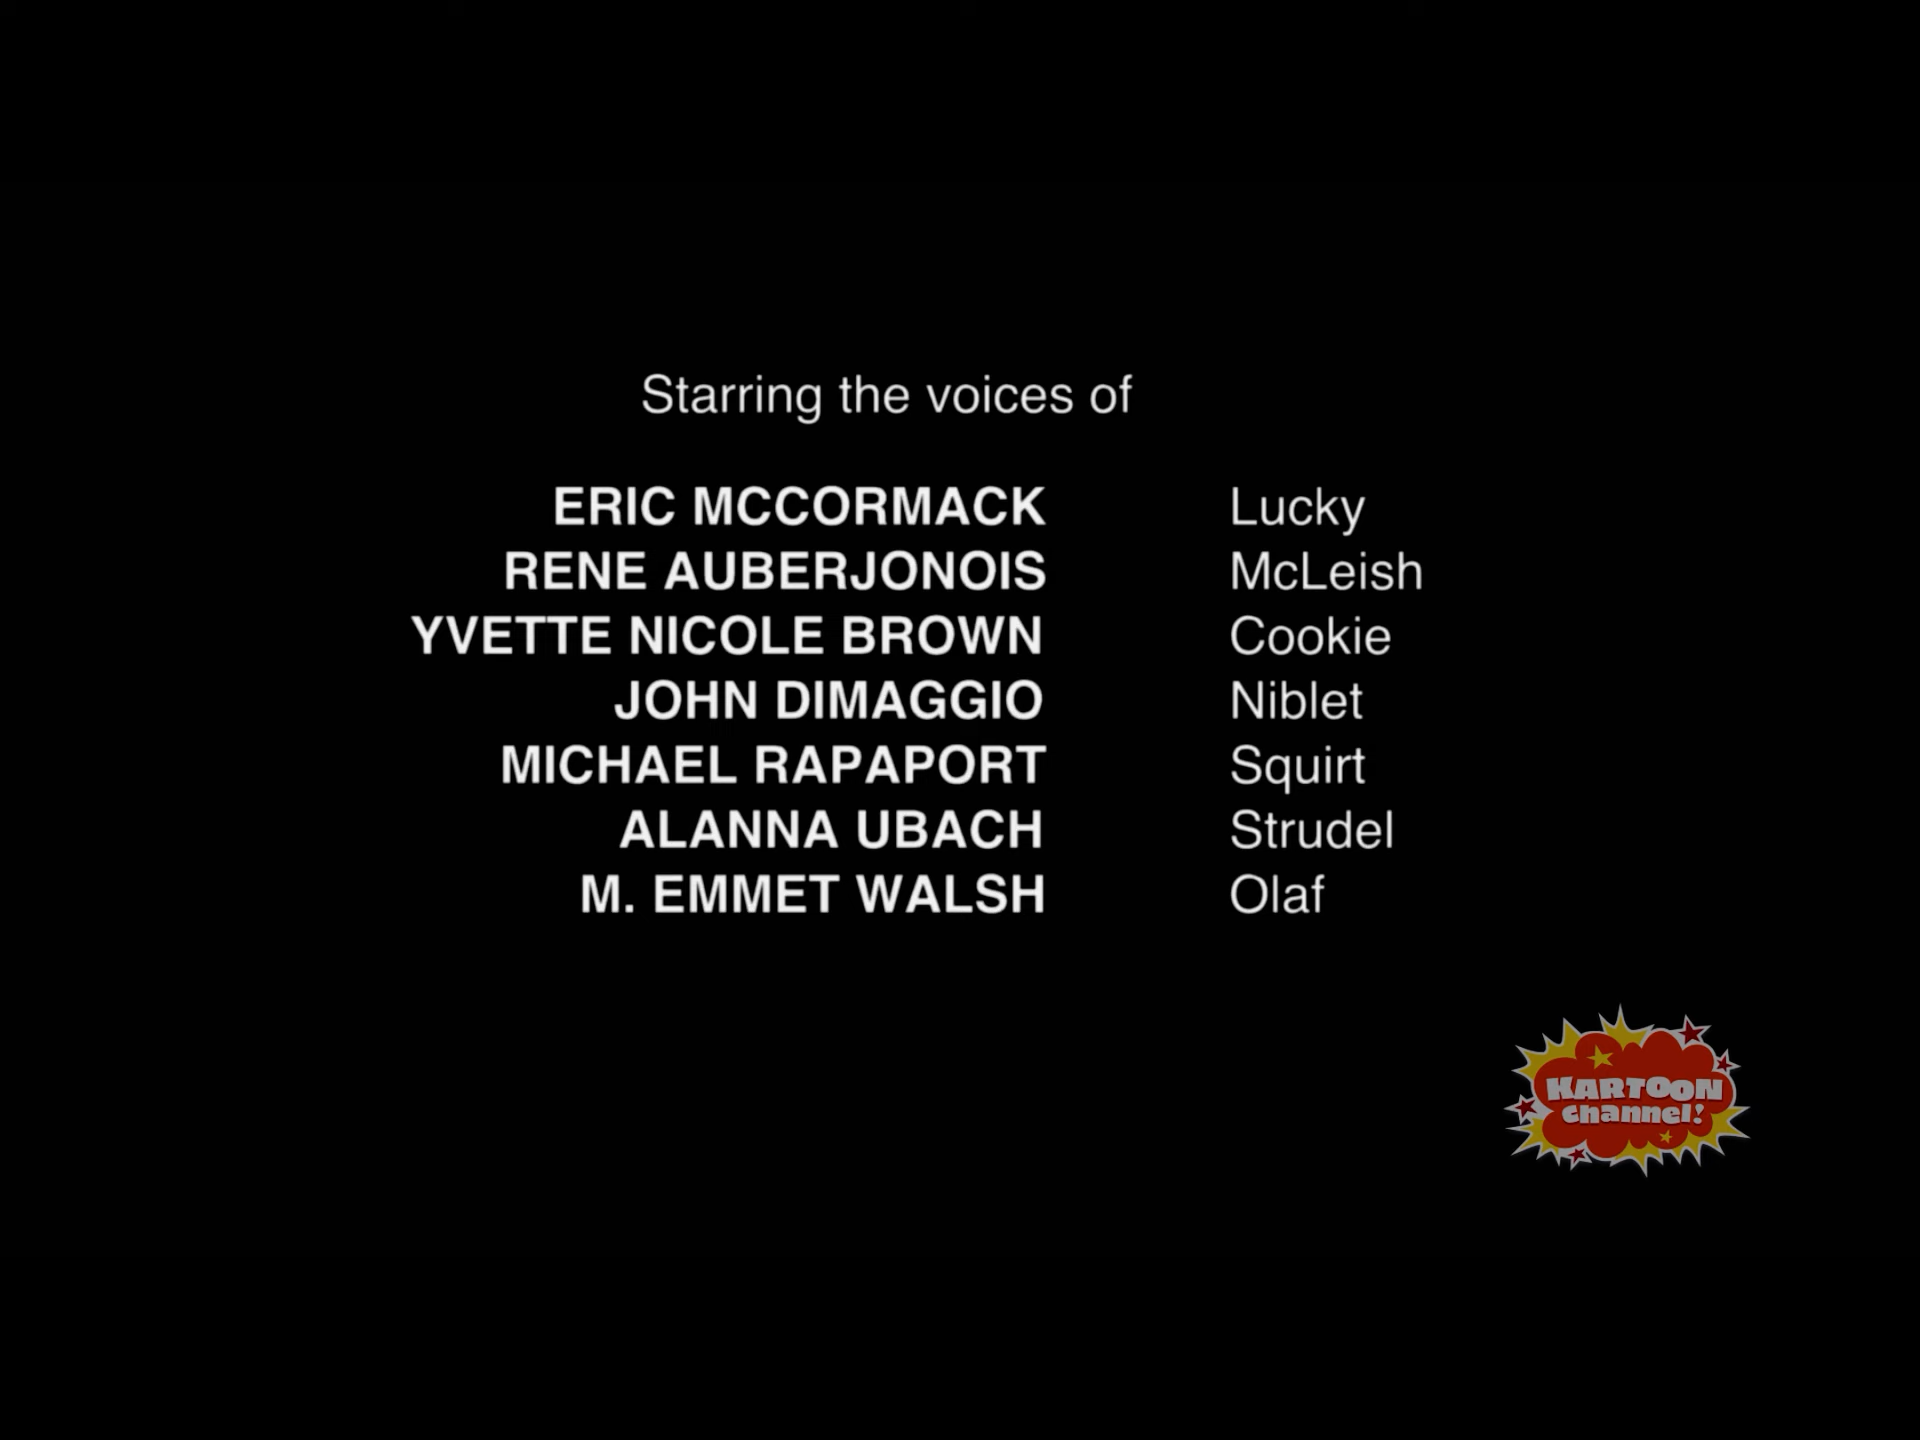 Starring the voices of
ERIC MCCORMACK Lucky
RENE AUBERJONOIS McLeish
YVETTE NICOLE BROWN Cookie
JOHN DIMAGGIO Niblet
MICHAEL RAPAPORT Squirt
ALANNA UBACH Strudel
M. EMMET WALSH Olaf
KARTOON
channel!